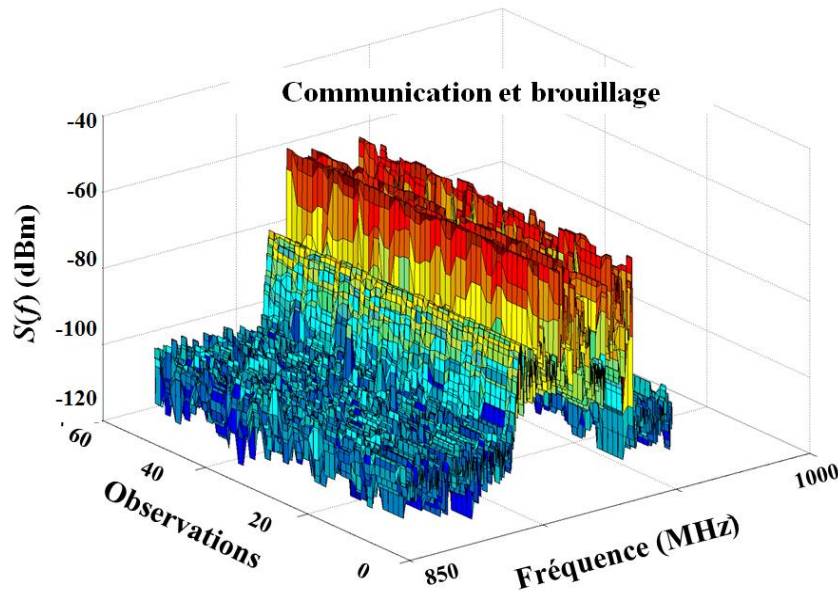 Communication et brouillage
-40
-60
-80
-100
-120
S(f) (dBm)
60
40
20
0
Observations
850
1000
Fréquence (MHz)